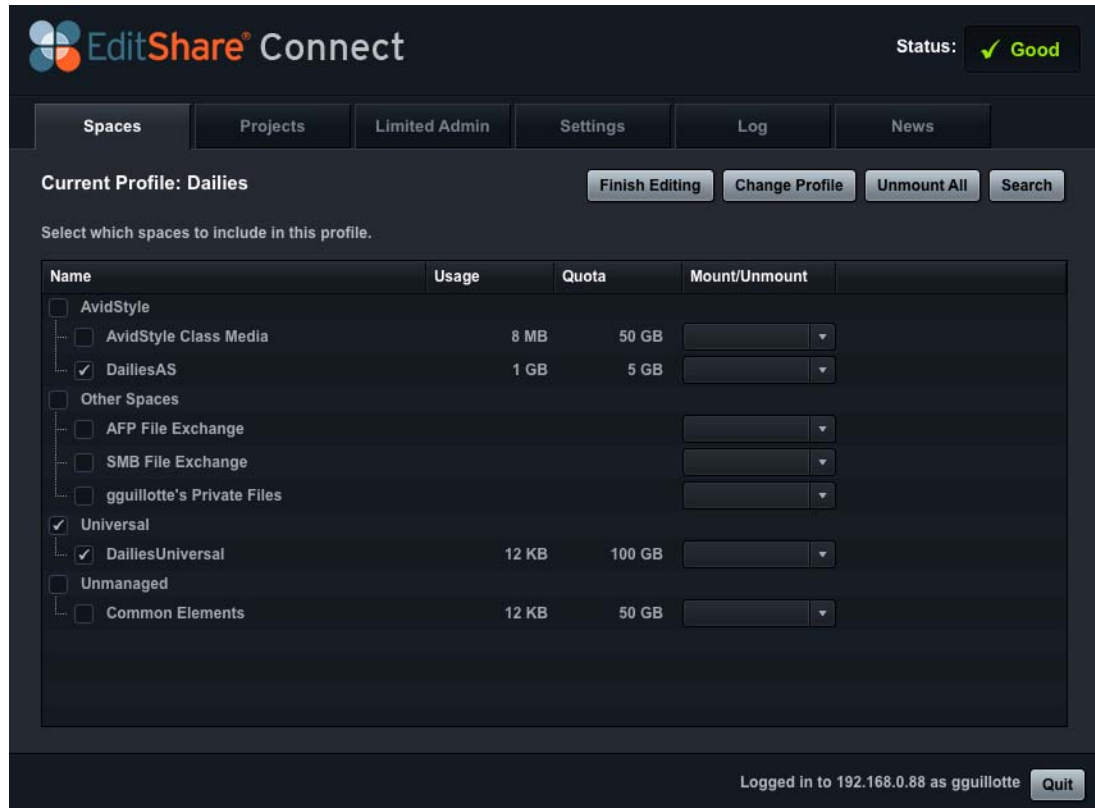 EditShare® Connect
Status: ✓ Good
Spaces Projects Limited Admin Settings Log News
Current Profile: Dailies Finish Editing Change Profile Unmount All Search
Select which spaces to include in this profile.
Name Usage Quota Mount/Unmount
AvidStyle
AvidStyle Class Media 8 MB 50 GB
DailiesAS 1 GB 5 GB
Other Spaces
AFP File Exchange
SMB File Exchange
gguillotte's Private Files
Universal
DailiesUniversal 12 KB 100 GB
Unmanaged
Common Elements 12 KB 50 GB
Logged in to 192.168.0.88 as gguillotte Quit